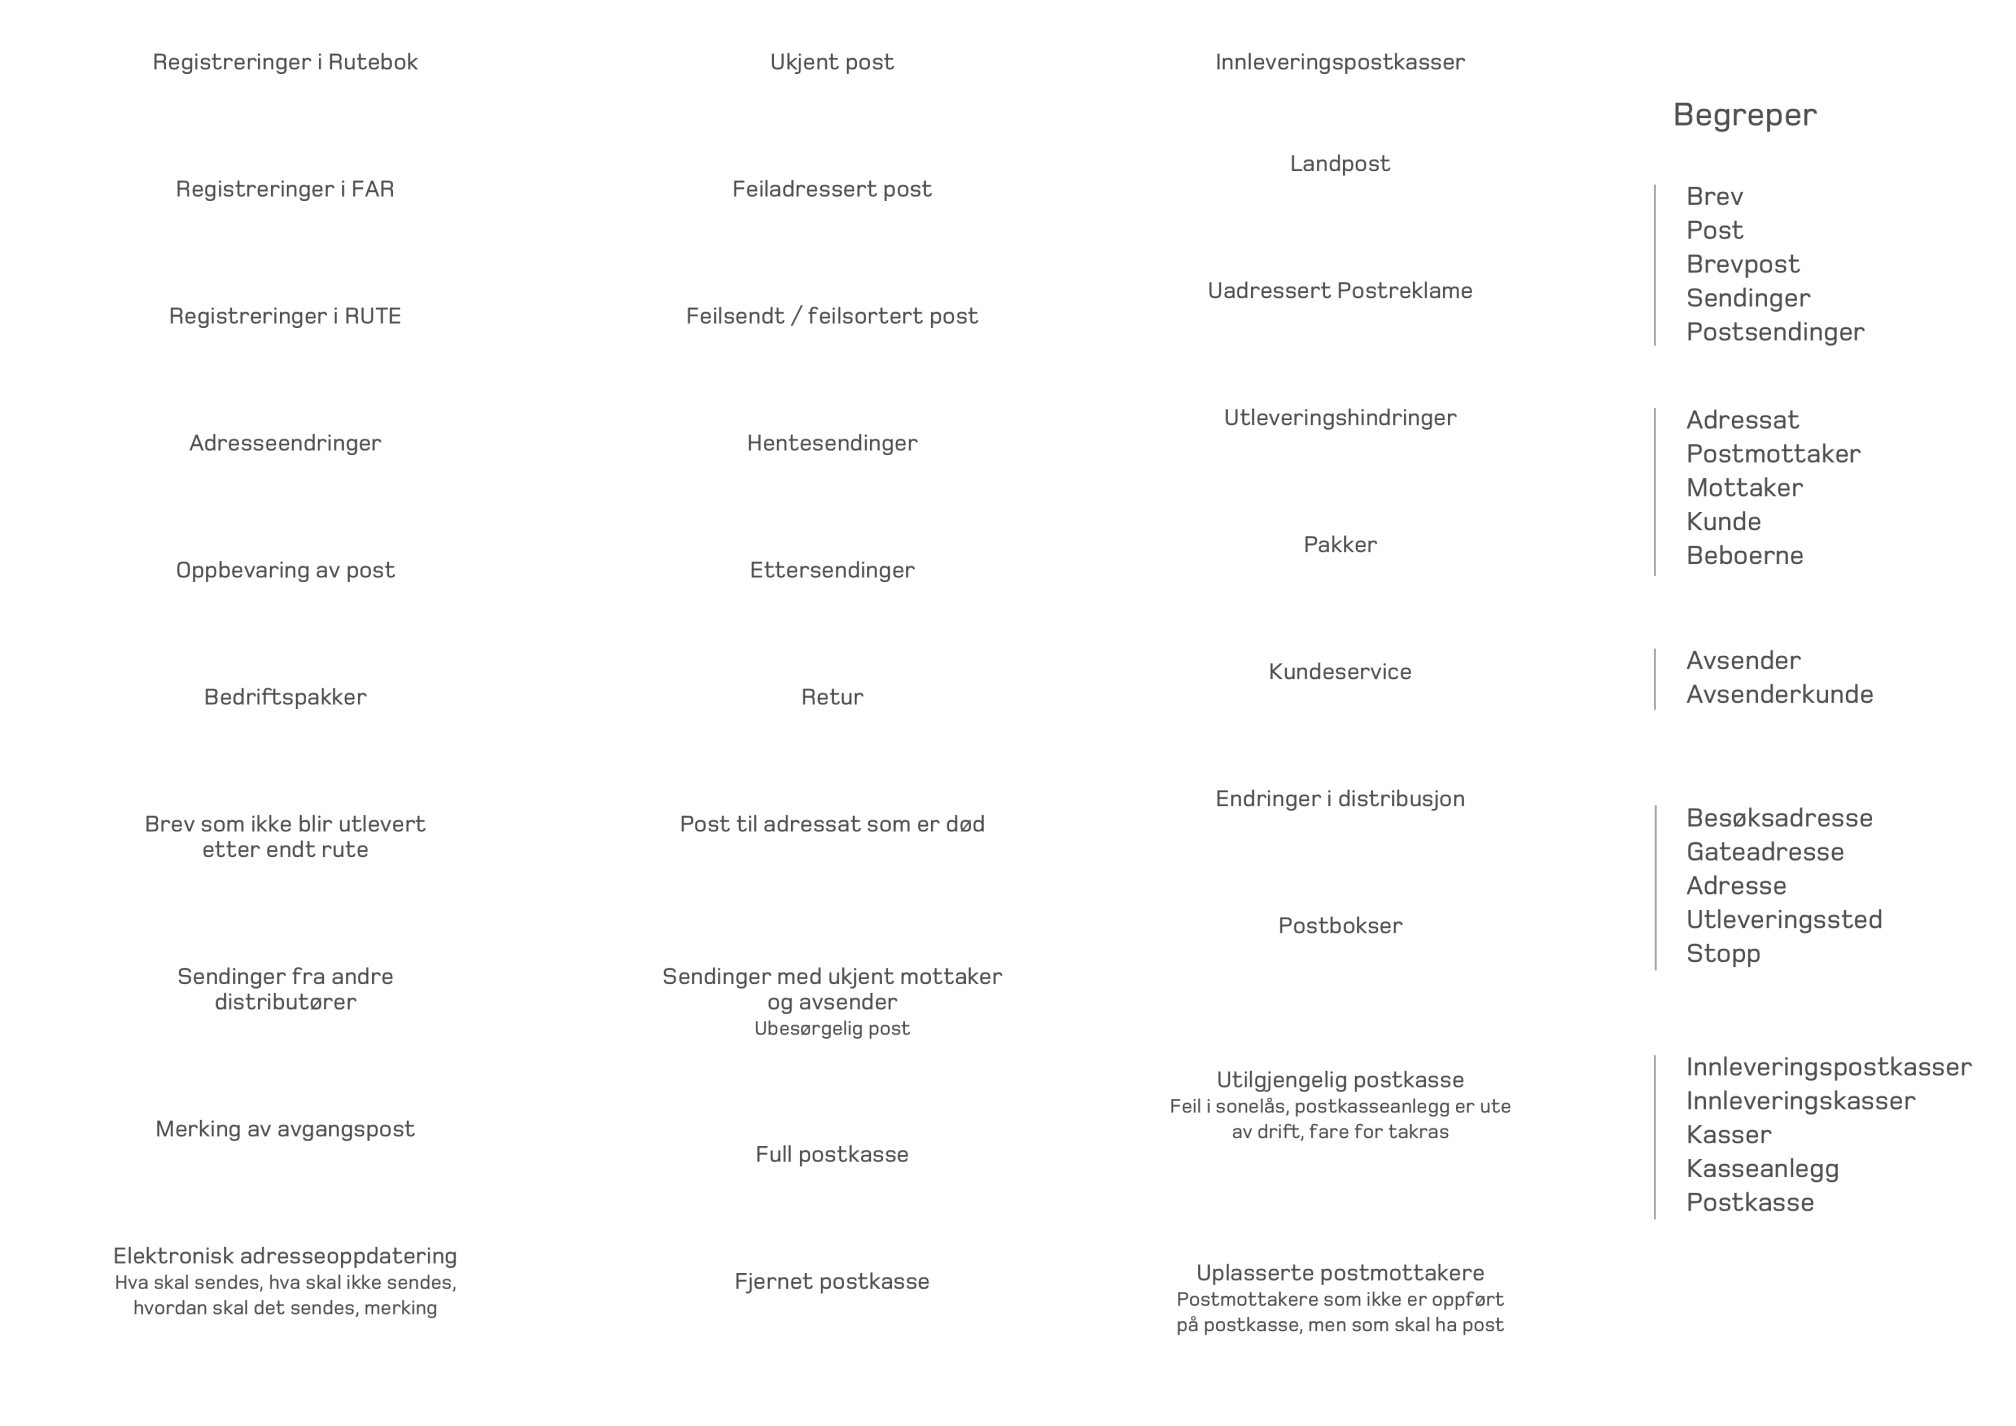 Registreringer i Rutebok
Registreringer i FAR
Registreringer i RUTE
Adresseendringer
Oppbevaring av post
Bedriftspakker
Brev som ikke blir utlevert
etter endt rute
Sendinger fra andre
distributører
Merking av avgangspost
Elektronisk adresseoppdatering
Hva skal sendes, hva skal ikke sendes,
hvordan skal det sendes, merking
Ukjent post
Feiladressert post
Feilsendt / feilsortert post
Hentesendinger
Ettersendinger
Retur
Post til adressat som er død
Sendinger med ukjent mottaker
og avsender
Ubesørgelig post
Full postkasse
Fjernet postkasse
Innleveringspostkasser
Landpost
Uadressert Postreklame
Utleveringshindringer
Pakker
Kundeservice
Endringer i distribusjon
Postbokser
Utilgjengelig postkasse
Feil i sonelås, postkasseanlegg er ute
av drift, fare for takras
Uplasserte postmottakere
Postmottakere som ikke er oppført
på postkasse, men som skal ha post
Begreper
Brev
Post
Brevpost
Sendinger
Postsendinger
Adressat
Postmottaker
Mottaker
Kunde
Beboerne
Avsender
Avsenderkunde
Besøksadresse
Gateadresse
Adresse
Utleveringssted
Stopp
Innleveringspostkasser
Innleveringskasser
Kasser
Kasseanlegg
Postkasse